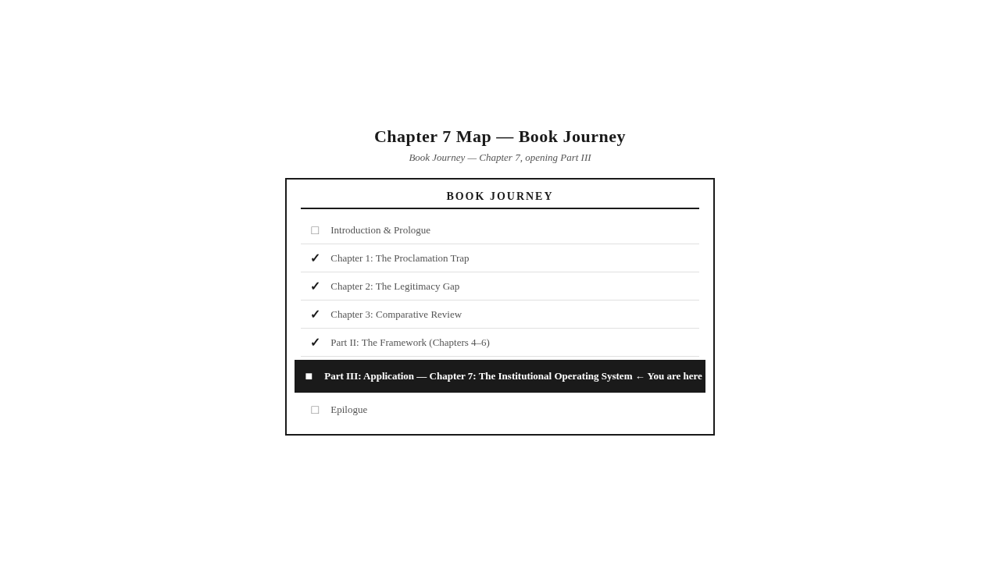 Chapter 7 Map — Book Journey
Book Journey — Chapter 7, opening Part III
BOOK JOURNEY
□ Introduction & Prologue
✓ Chapter 1: The Proclamation Trap
✓ Chapter 2: The Legitimacy Gap
✓ Chapter 3: Comparative Review
✓ Part II: The Framework (Chapters 4–6)
■ Part III: Application — Chapter 7: The Institutional Operating System ← You are here
□ Epilogue